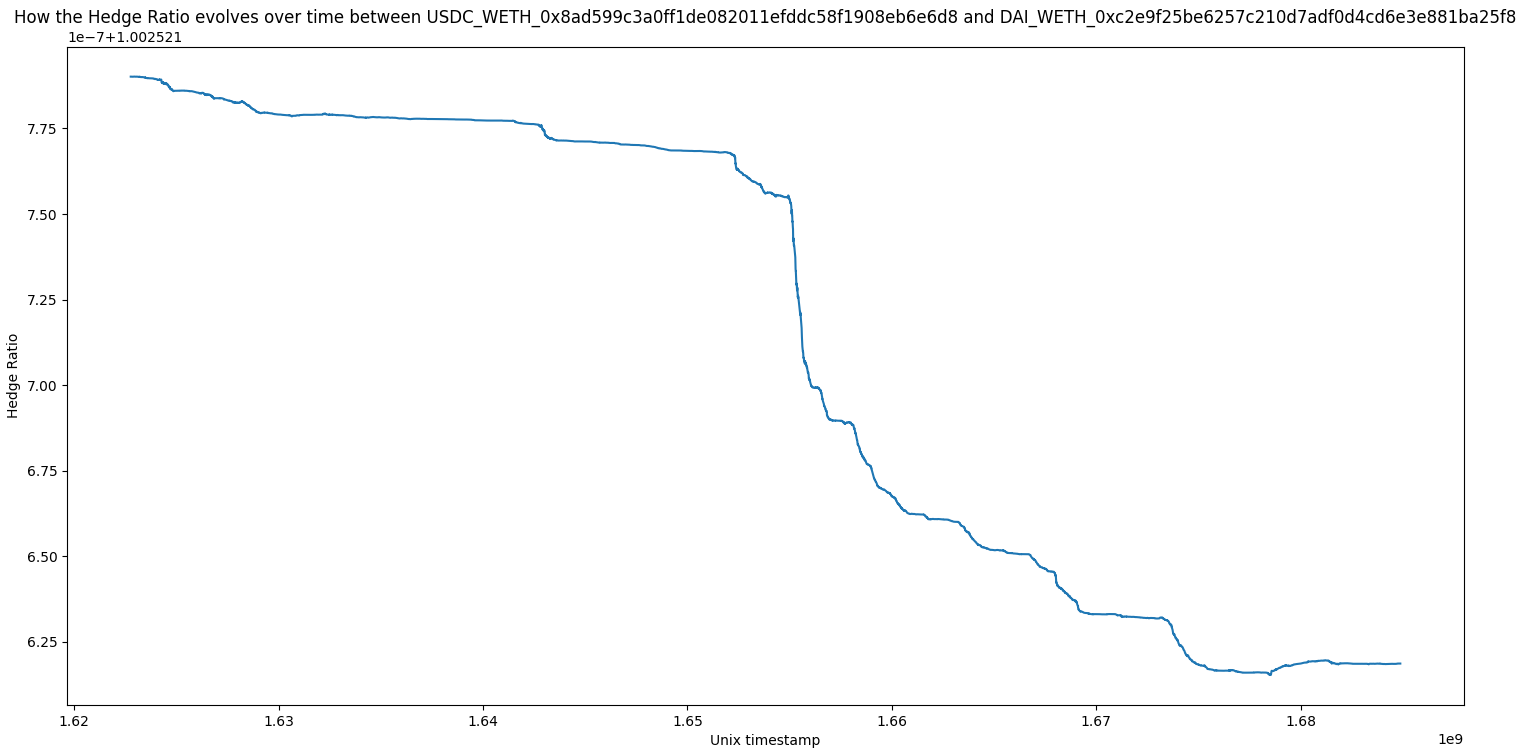 How the Hedge Ratio evolves over time between USDC_WETH_0x8ad599c3a0ff1de082011efddc58f1908eb6e6d8 and DAI_WETH_0xc2e9f25be6257c210d7adf0d4cd6e3e881ba25f8
1e−7+1.002521
7.75
7.50
7.25
7.00
6.75
6.50
6.25
Hedge Ratio
1.62 1.63 1.64 1.65 1.66 1.67 1.68
Unix timestamp
1e9